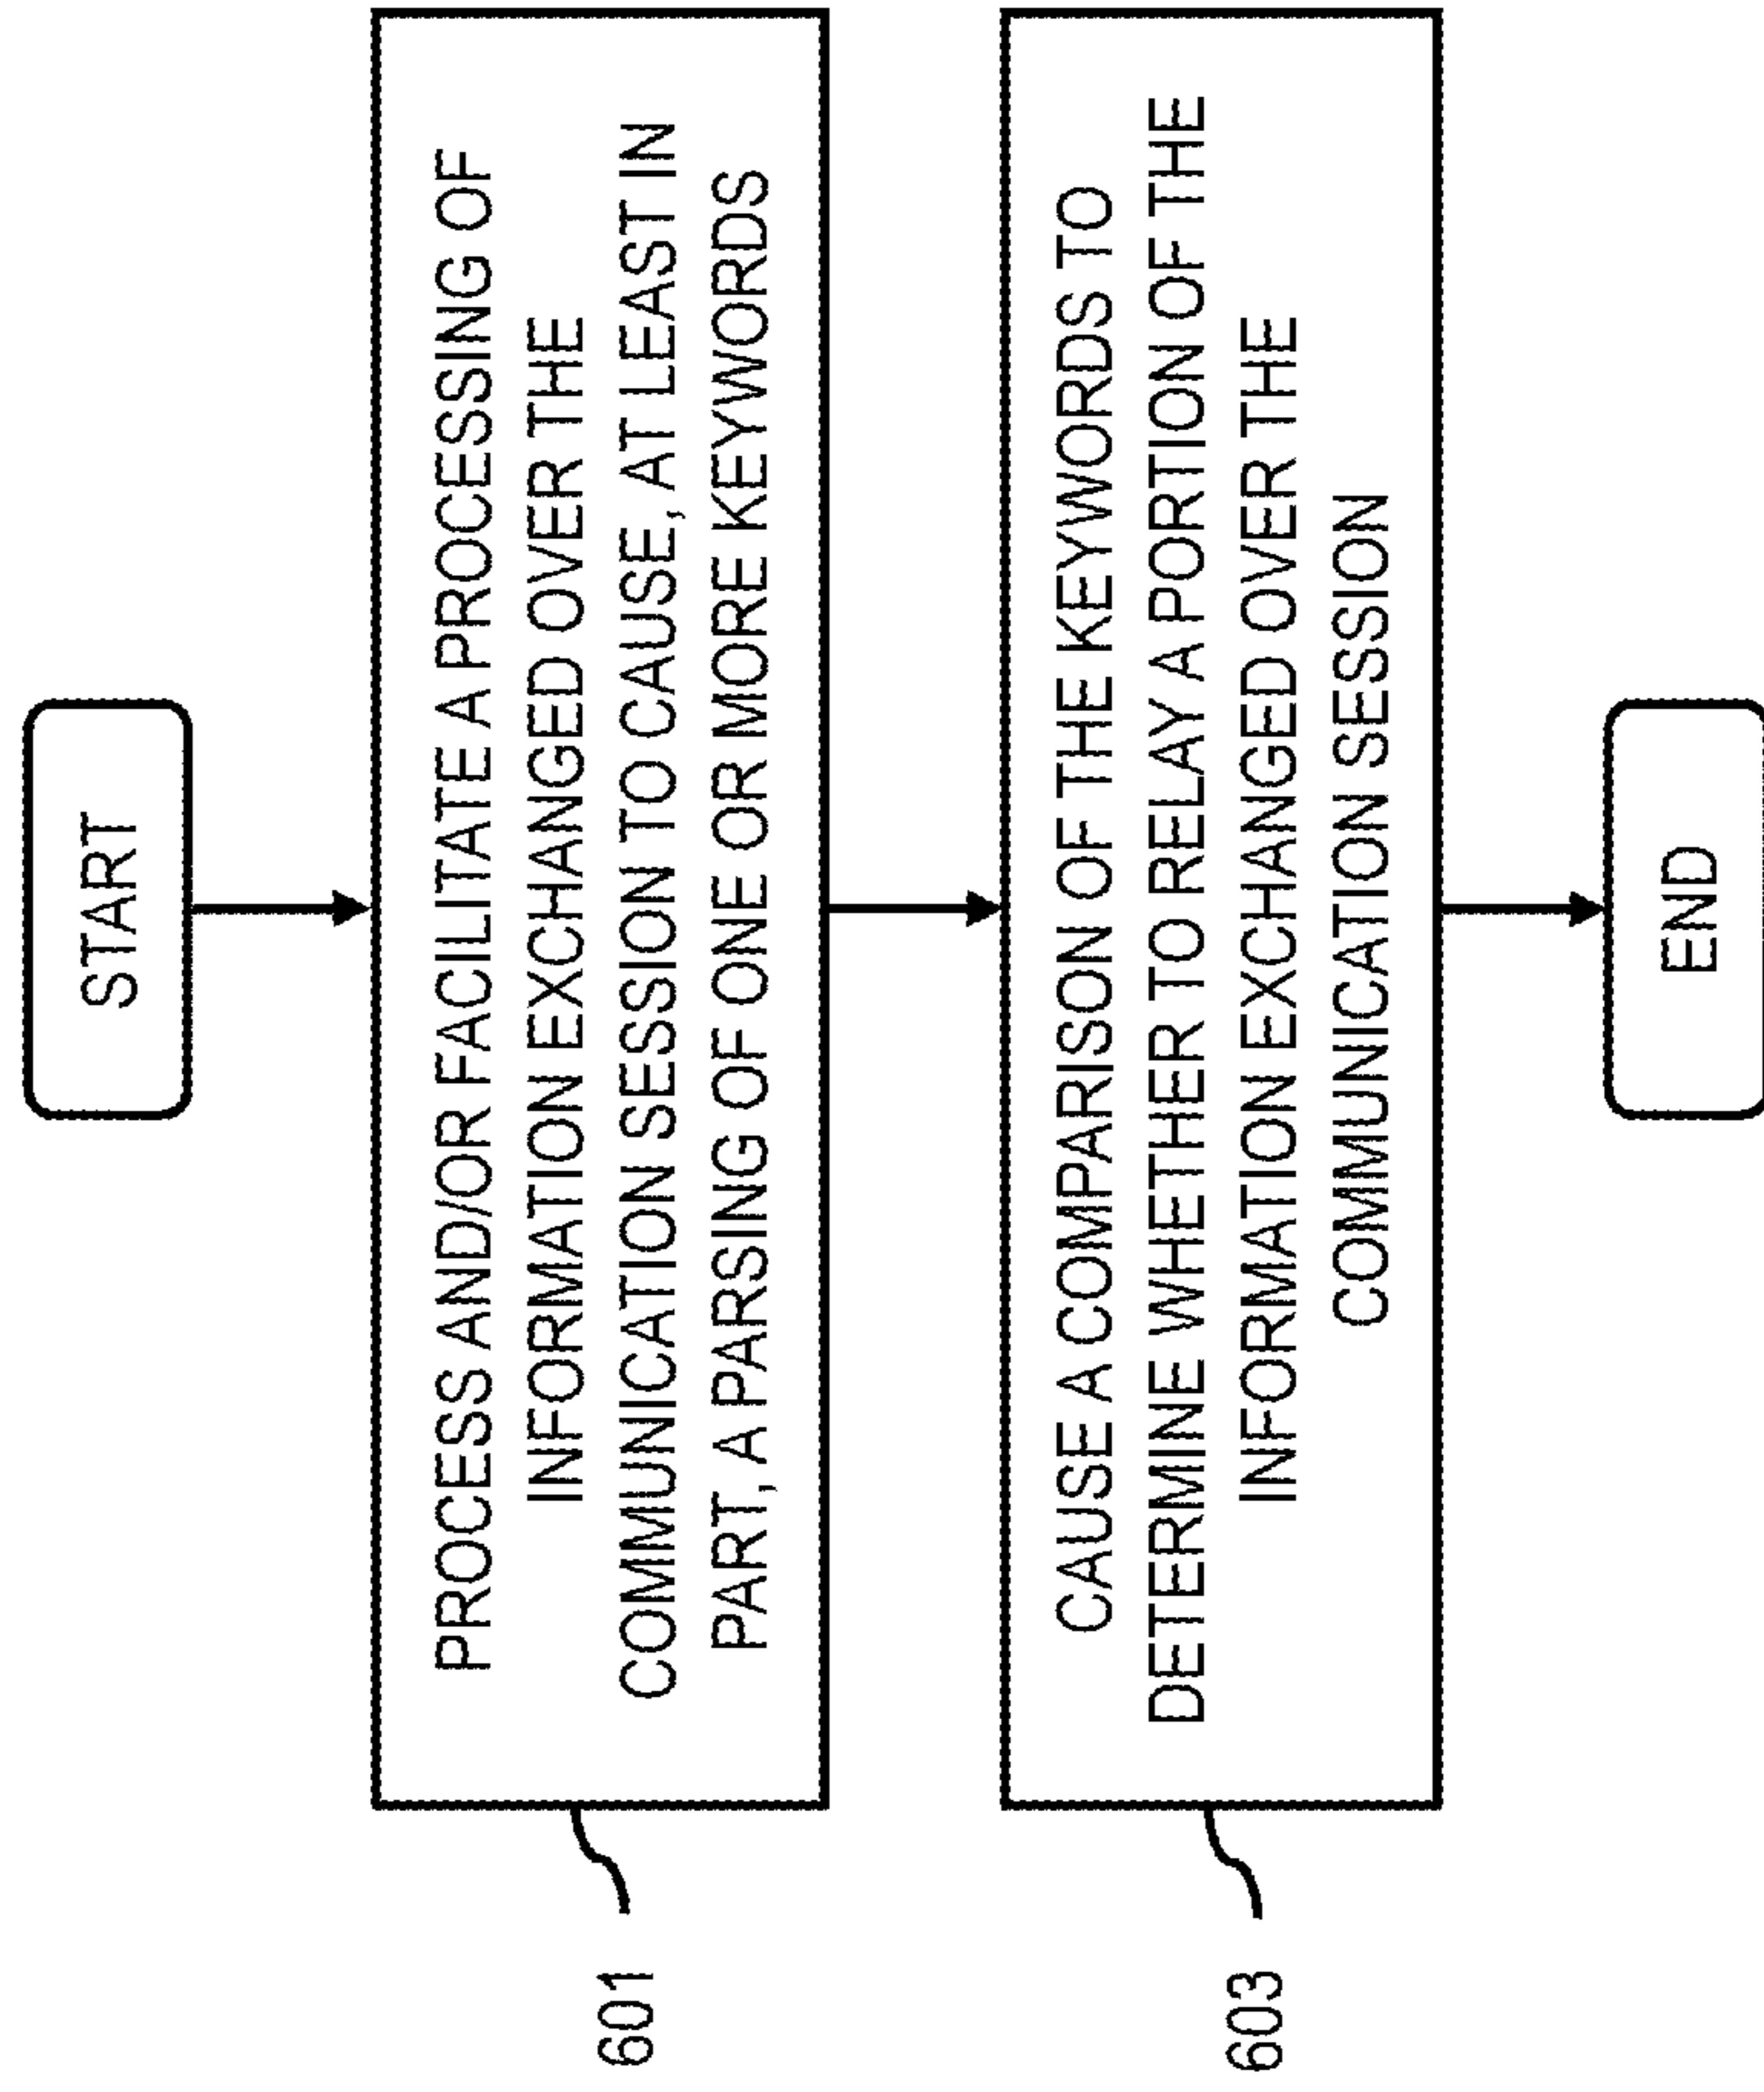 START
PROCESS AND/OR FACILITATE A PROCESSING OF
INFORMATION EXCHANGED OVER THE
COMMUNICATION SESSION TO CAUSE, AT LEAST IN
PART, A PARSING OF ONE OR MORE KEYWORDS
601
CAUSE A COMPARISON OF THE KEYWORDS TO
DETERMINE WHETHER TO RELAY A PORTION OF THE
INFORMATION EXCHANGED OVER THE
COMMUNICATION SESSION
603
END